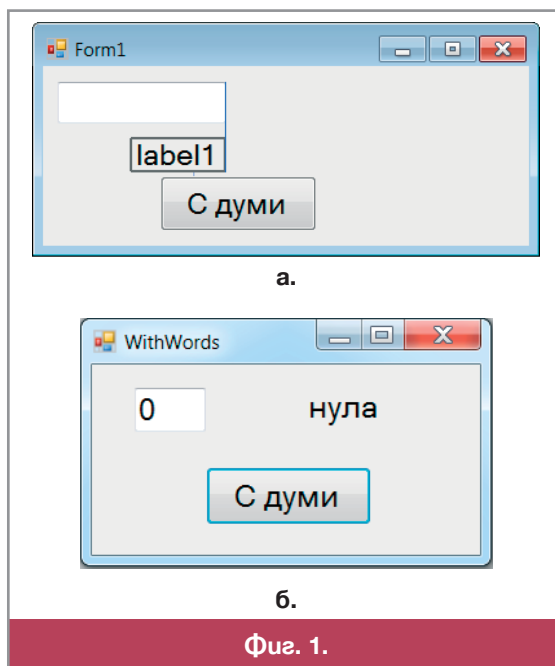 Form1
label1
С думи
а.
WithWords
0 нула
С думи
б.
Фиг. 1.